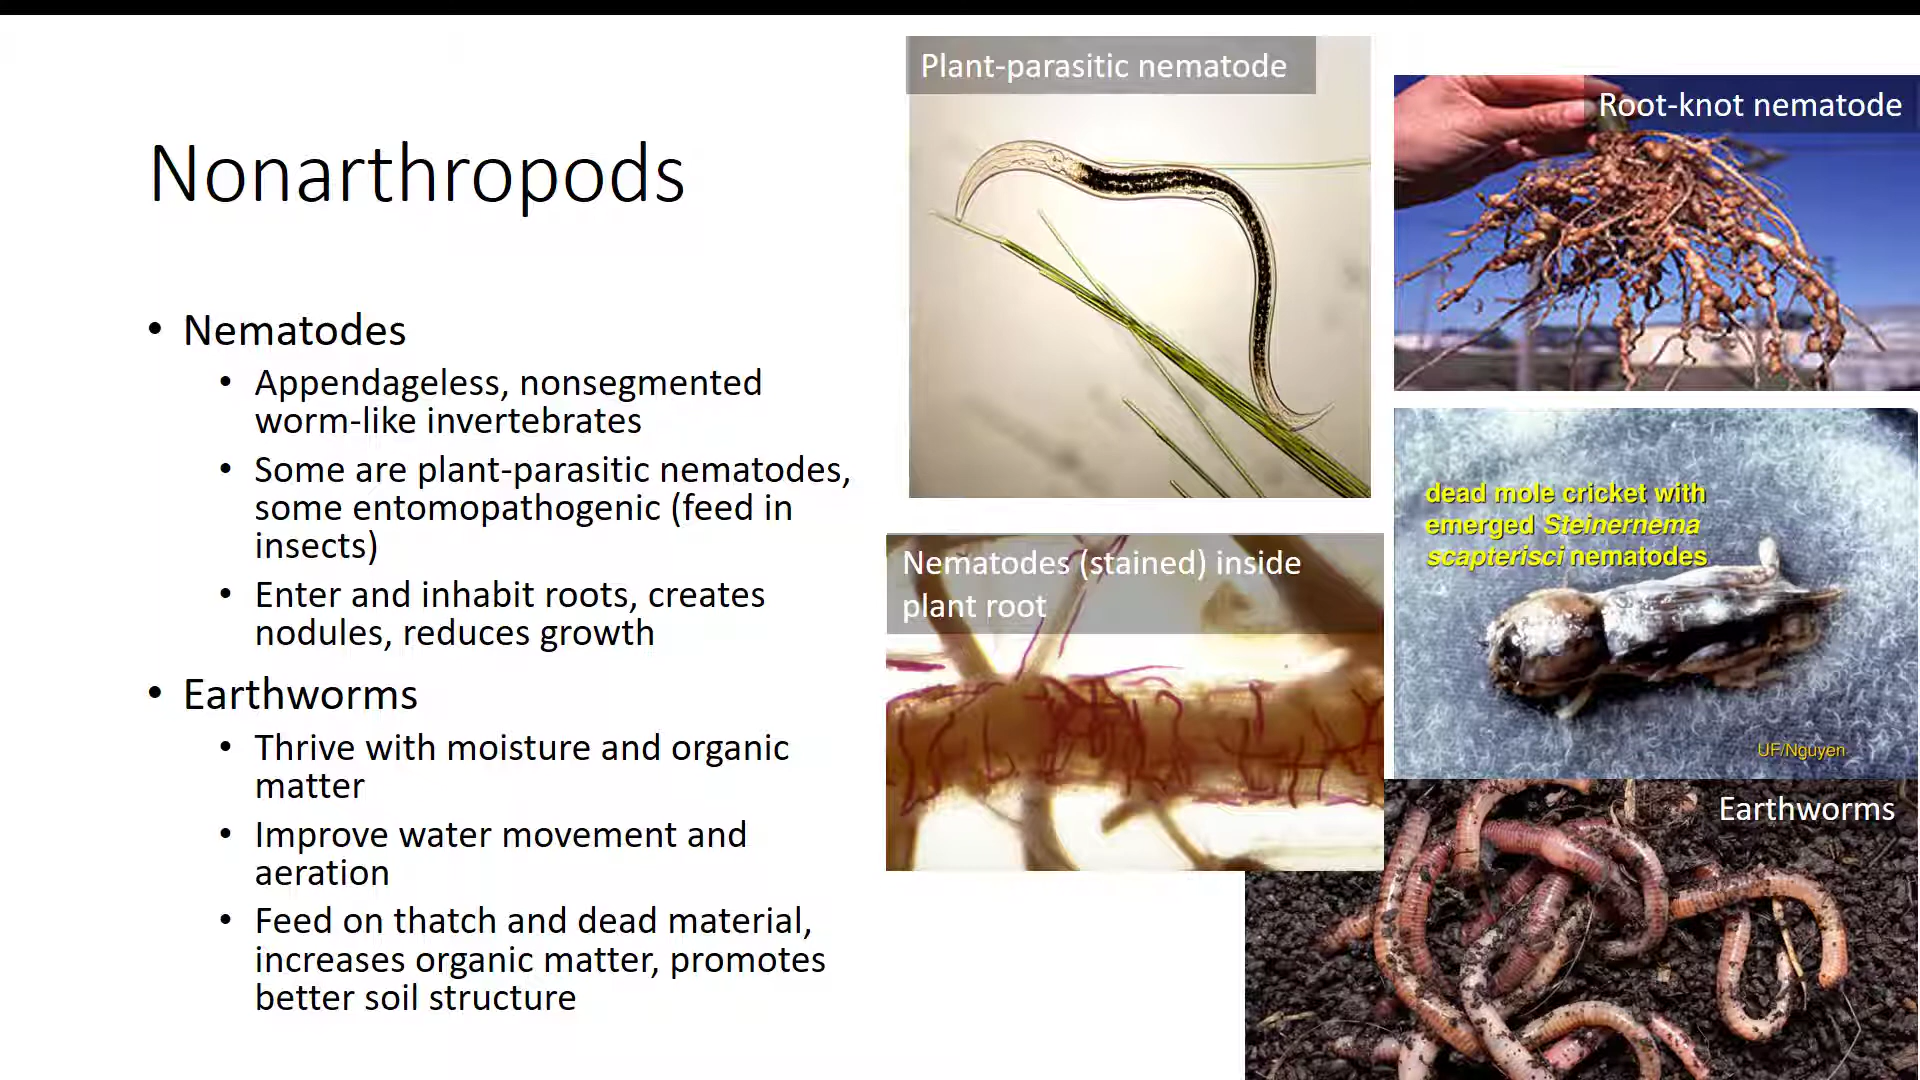 Nonarthropods
• Nematodes
• Appendageless, nonsegmented
worm-like invertebrates
• Some are plant-parasitic nematodes,
some entomopathogenic (feed in
insects)
• Enter and inhabit roots, creates
nodules, reduces growth
• Earthworms
• Thrive with moisture and organic
matter
• Improve water movement and
aeration
• Feed on thatch and dead material,
increases organic matter, promotes
better soil structure
Plant-parasitic nematode
Root-knot nematode
Nematodes (stained) inside
plant root
dead mole cricket with
emerged Steinernema
scapterisci nematodes
UF/Nguyen
Earthworms